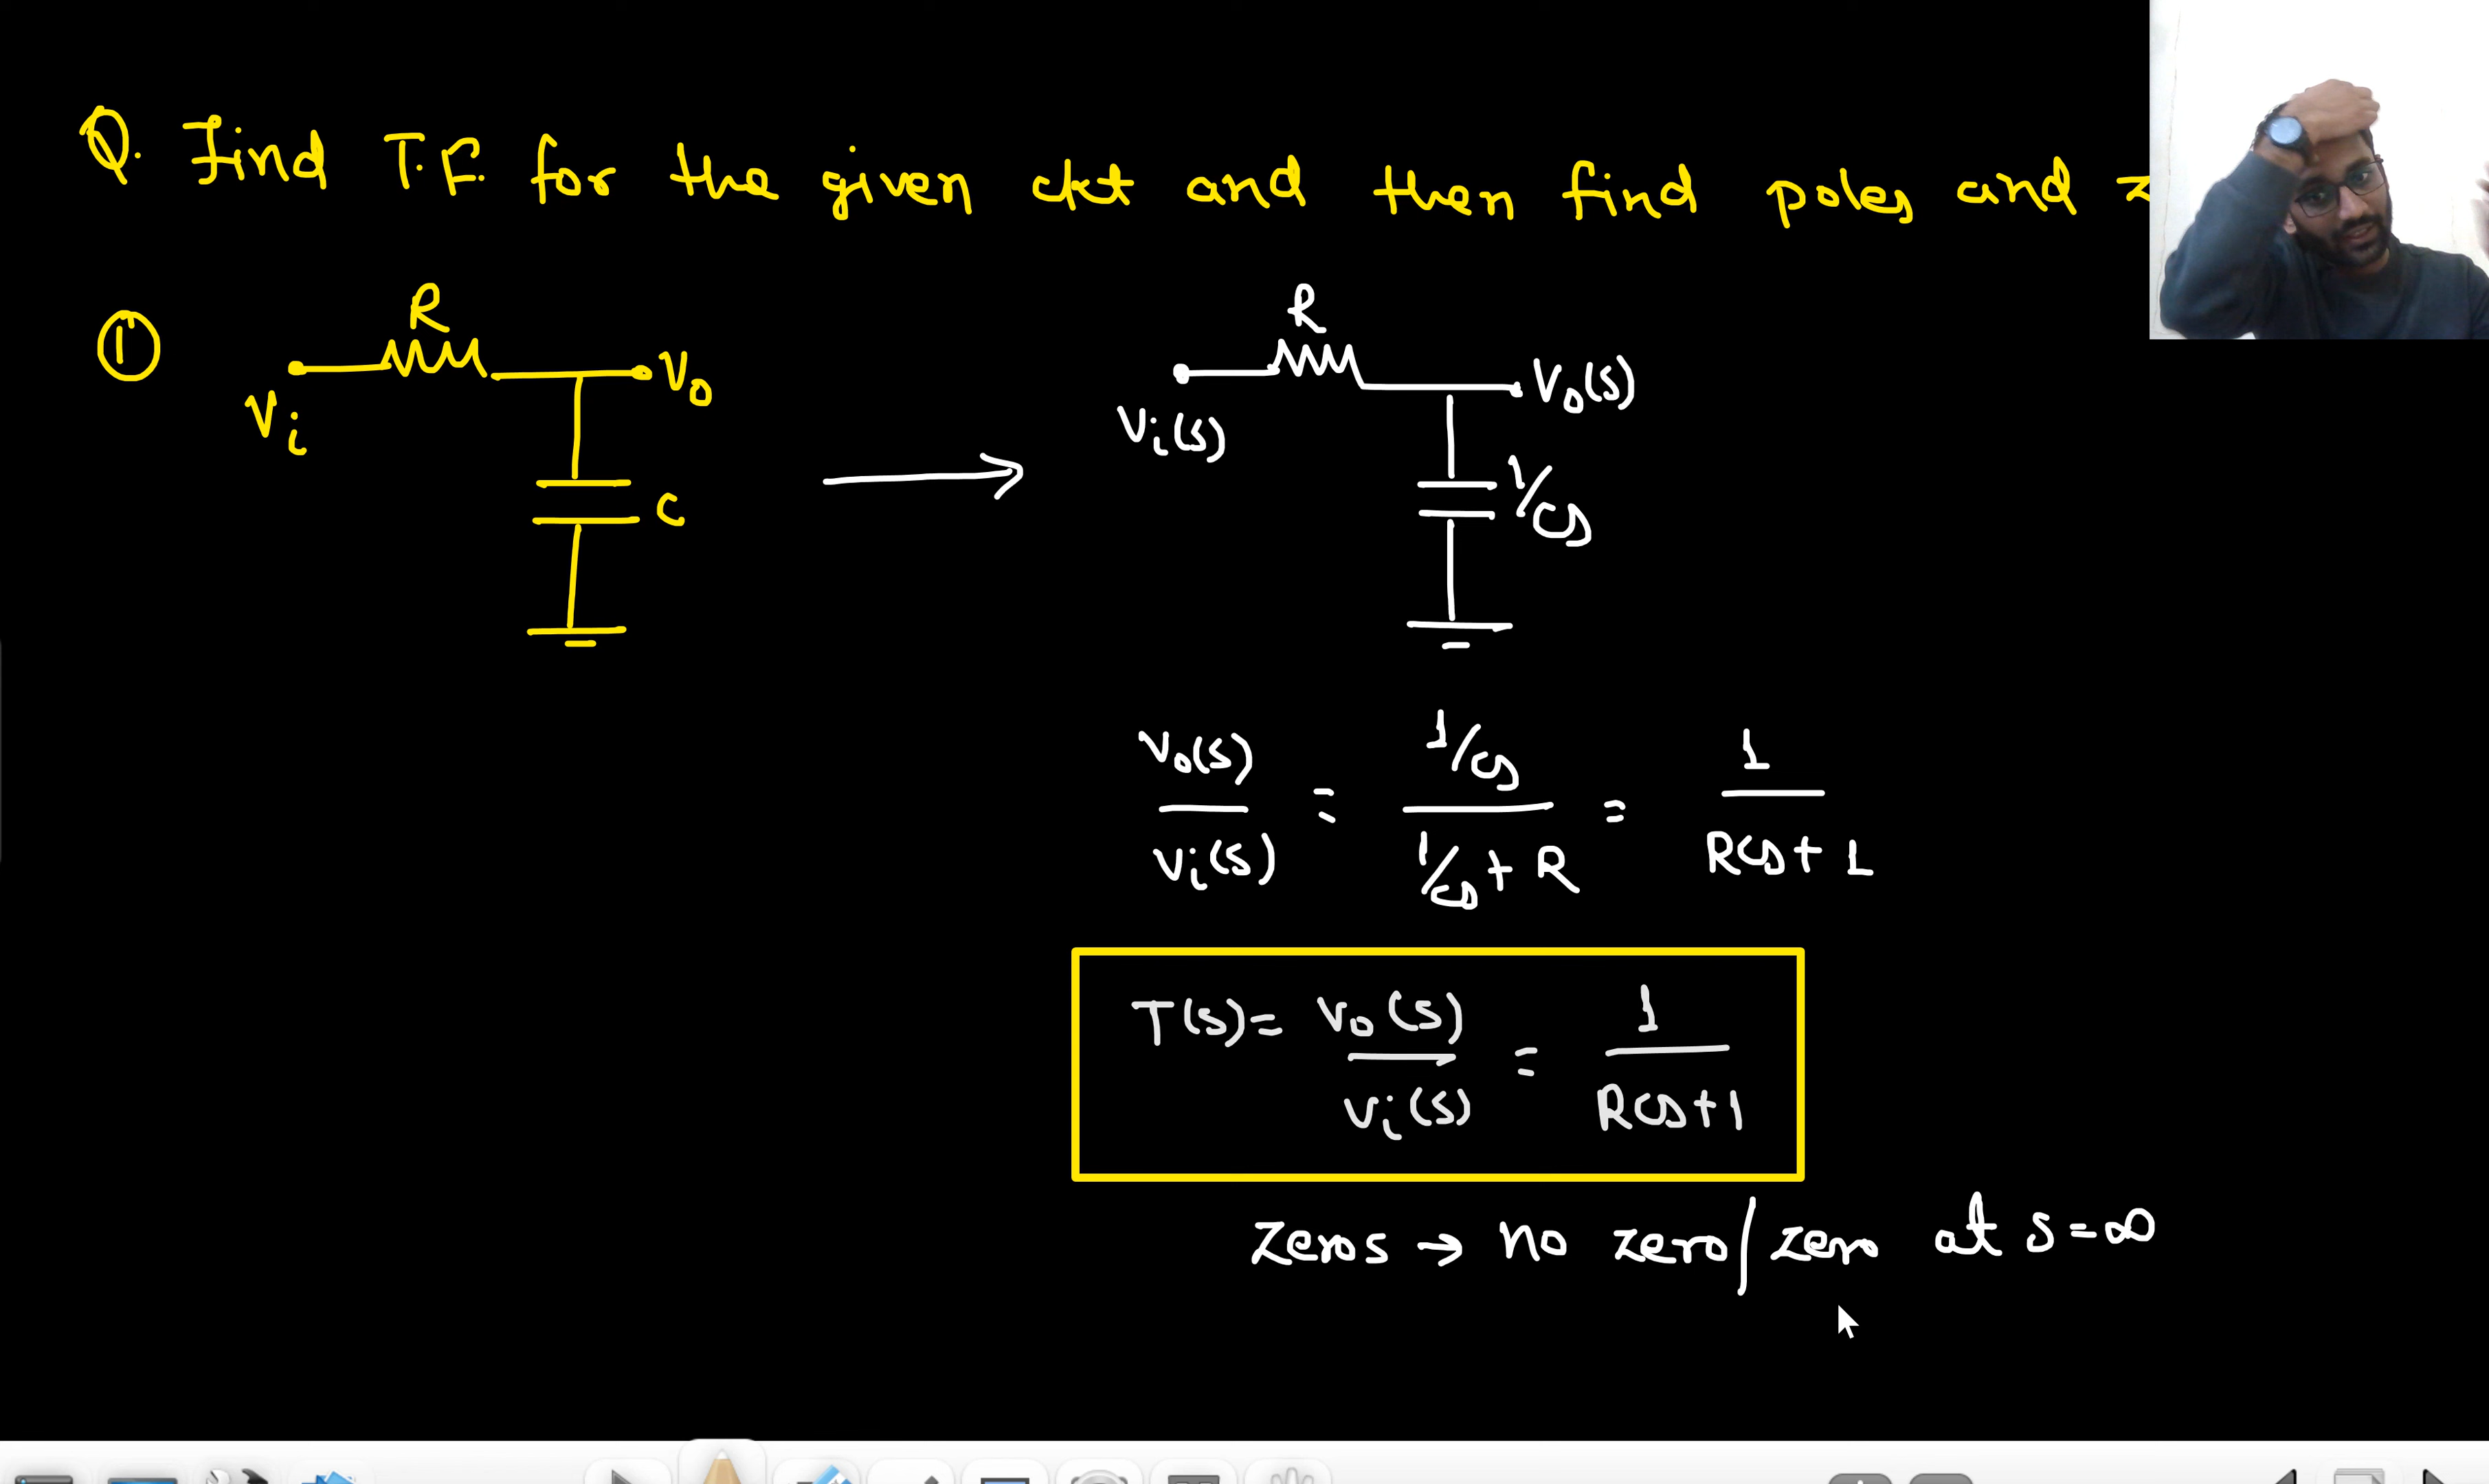 Q. Find T.F. for the given ckt and then find poles and z
① R
Vi
Vo
C
R
Vi(s)
Vo(s)
1/Cs
Vo(s)/Vi(s) = (1/Cs)/(1/Cs + R) = 1/(RCs + 1)
T(s) = Vo(s)/Vi(s) = 1/(RCs+1)
Zeros → no zero/zero at s=∞